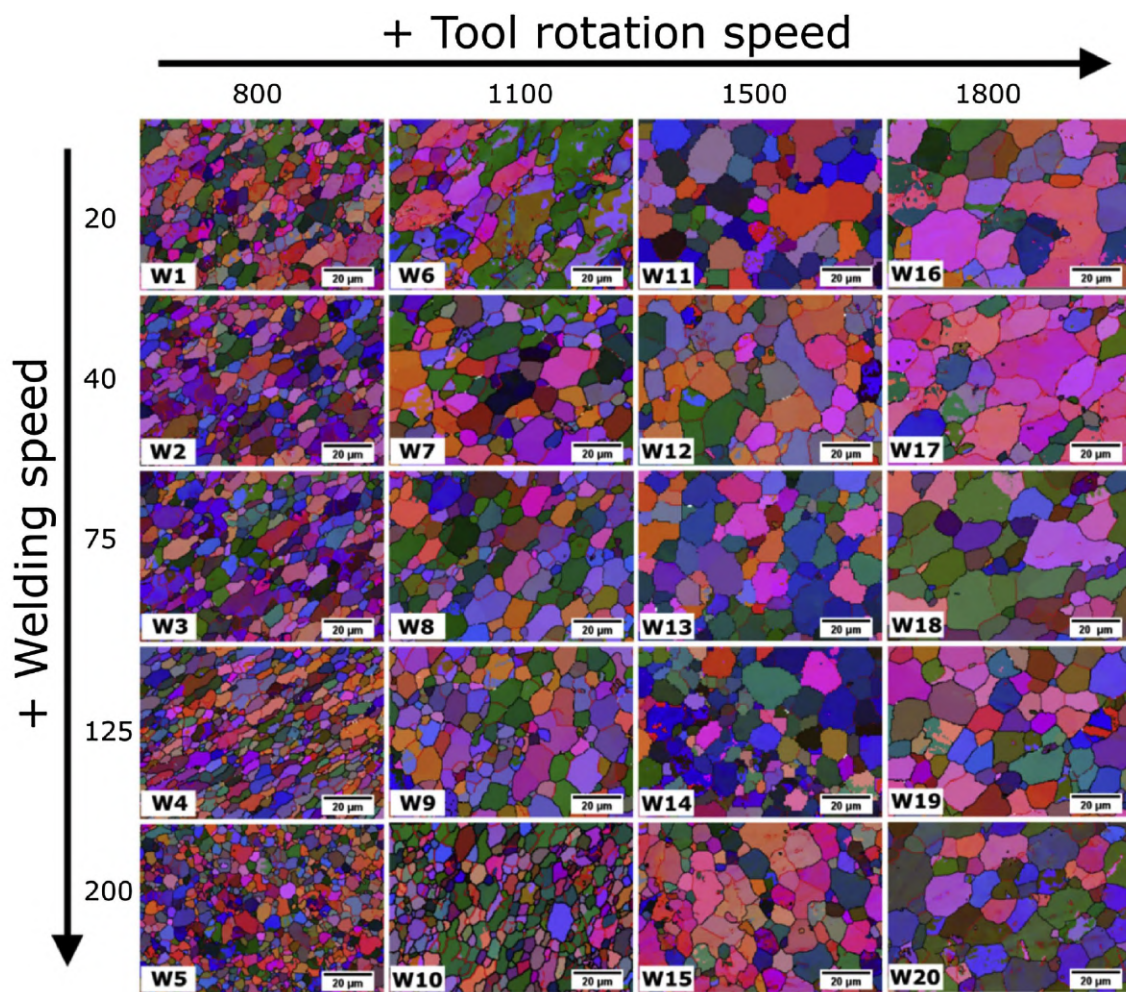 + Tool rotation speed
800 1100 1500 1800
+ Welding speed
20
W1 20 µm W6 20 µm W11 20 µm W16 20 µm
40
W2 20 µm W7 20 µm W12 20 µm W17 20 µm
75
W3 20 µm W8 20 µm W13 20 µm W18 20 µm
125
W4 20 µm W9 20 µm W14 20 µm W19 20 µm
200
W5 20 µm W10 20 µm W15 20 µm W20 20 µm